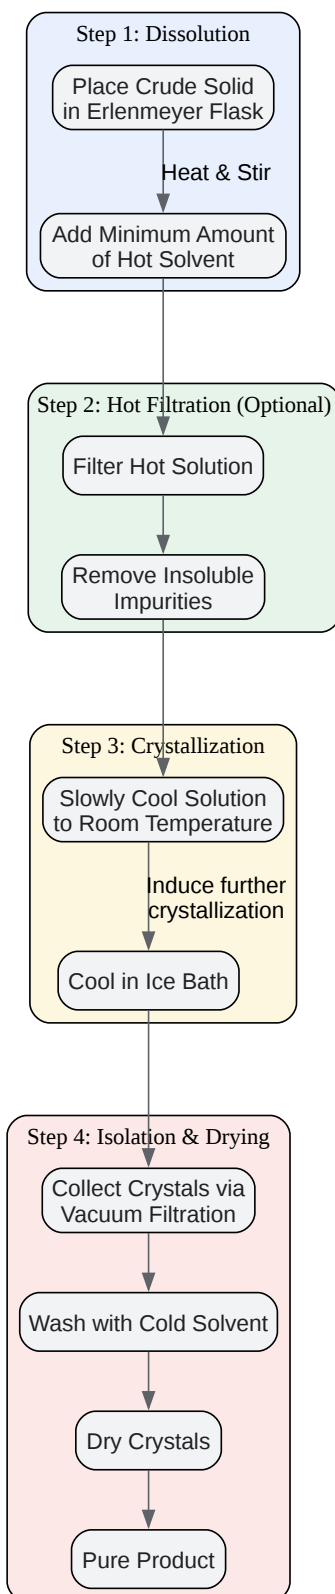 Step 1: Dissolution
Place Crude Solid
in Erlenmeyer Flask
Heat & Stir
Add Minimum Amount
of Hot Solvent
Step 2: Hot Filtration (Optional)
Filter Hot Solution
Remove Insoluble
Impurities
Step 3: Crystallization
Slowly Cool Solution
to Room Temperature
Induce further
crystallization
Cool in Ice Bath
Step 4: Isolation & Drying
Collect Crystals via
Vacuum Filtration
Wash with Cold Solvent
Dry Crystals
Pure Product